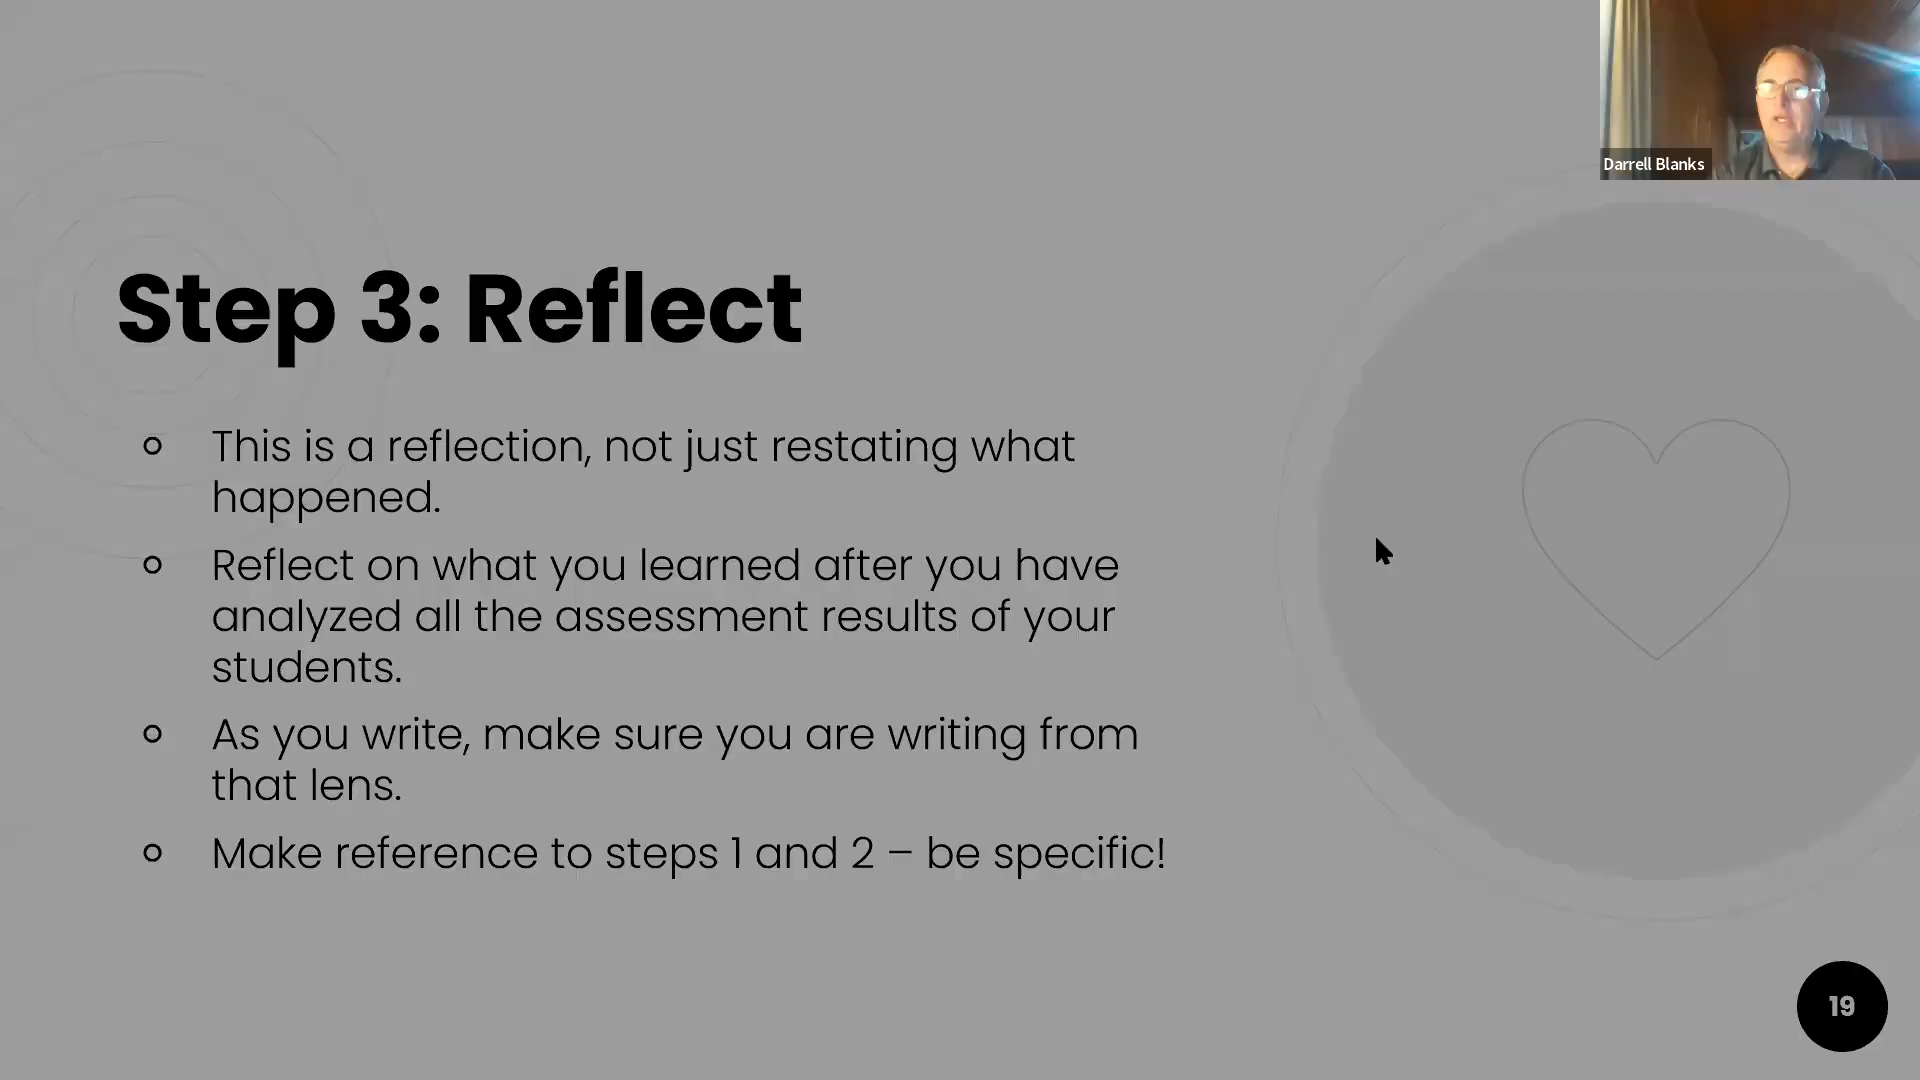 Darrell Blanks
Step 3: Reflect
This is a reflection, not just restating what
happened.
Reflect on what you learned after you have
analyzed all the assessment results of your
students.
As you write, make sure you are writing from
that lens.
Make reference to steps 1 and 2 – be specific!
19